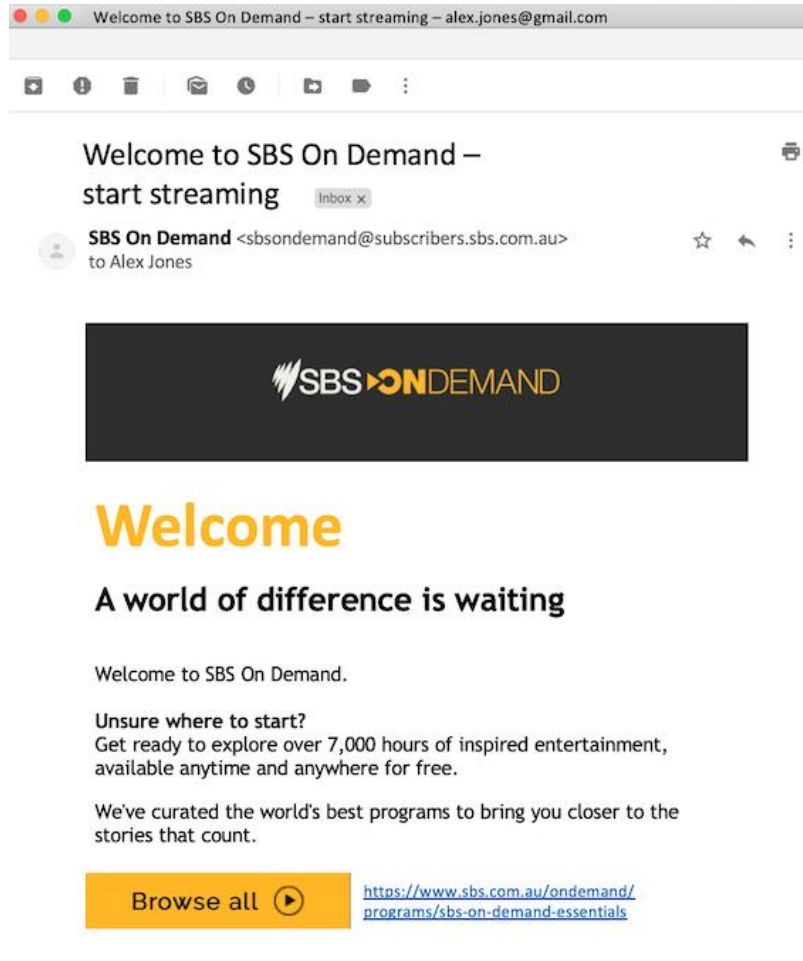 Welcome to SBS On Demand – start streaming – alex.jones@gmail.com
Welcome to SBS On Demand –
start streaming Inbox x
SBS On Demand <sbsondemand@subscribers.sbs.com.au>
to Alex Jones
SBS ONDEMAND
Welcome
A world of difference is waiting
Welcome to SBS On Demand.
Unsure where to start?
Get ready to explore over 7,000 hours of inspired entertainment,
available anytime and anywhere for free.
We've curated the world's best programs to bring you closer to the
stories that count.
Browse all
https://www.sbs.com.au/ondemand/
programs/sbs-on-demand-essentials